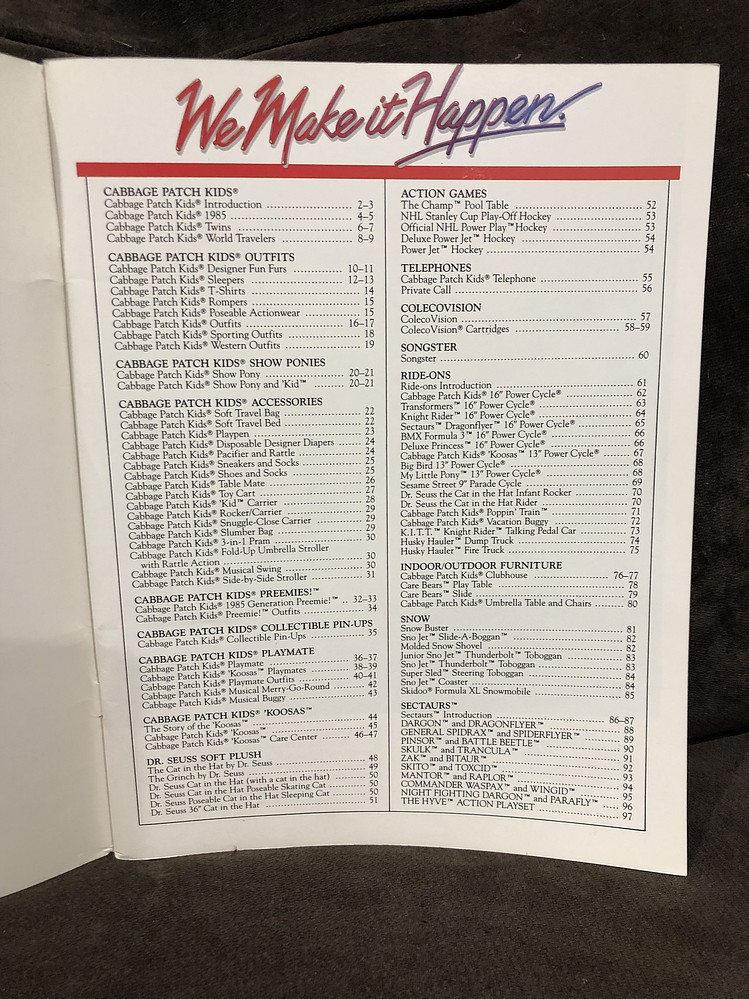 We Make it Happen.
CABBAGE PATCH KIDS®
Cabbage Patch Kids® Introduction 2–3
Cabbage Patch Kids® 1985 4–5
Cabbage Patch Kids® Twins 6–7
Cabbage Patch Kids® World Travelers 8–9
CABBAGE PATCH KIDS® OUTFITS
Cabbage Patch Kids® Designer Fun Furs 10–11
Cabbage Patch Kids® Sleepers 12–13
Cabbage Patch Kids® T-Shirts 14
Cabbage Patch Kids® Rompers 15
Cabbage Patch Kids® Poseable Actionwear 15
Cabbage Patch Kids® Outfits 16–17
Cabbage Patch Kids® Sporting Outfits 18
Cabbage Patch Kids® Western Outfits 19
CABBAGE PATCH KIDS® SHOW PONIES
Cabbage Patch Kids® Show Pony 20–21
Cabbage Patch Kids® Show Pony and 'Kid™ 20–21
CABBAGE PATCH KIDS® ACCESSORIES
Cabbage Patch Kids® Soft Travel Bag 22
Cabbage Patch Kids® Soft Travel Bed 22
Cabbage Patch Kids® Playpen 23
Cabbage Patch Kids® Disposable Designer Diapers 24
Cabbage Patch Kids® Pacifier and Rattle 24
Cabbage Patch Kids® Sneakers and Socks 25
Cabbage Patch Kids® Shoes and Socks 25
Cabbage Patch Kids® Table Mate 26
Cabbage Patch Kids® Toy Cart 27
Cabbage Patch Kids® 'Kid™ Carrier 28
Cabbage Patch Kids® Rocker/Carrier 29
Cabbage Patch Kids® Snuggle-Close Carrier 29
Cabbage Patch Kids® Slumber Bag 29
Cabbage Patch Kids® 3-in-1 Pram 30
Cabbage Patch Kids® Fold-Up Umbrella Stroller
with Rattle Action 30
Cabbage Patch Kids® Musical Swing 30
Cabbage Patch Kids® Side-by-Side Stroller 31
CABBAGE PATCH KIDS® PREEMIES!™
Cabbage Patch Kids® 1985 Generation Preemie!™ 32–33
Cabbage Patch Kids® Preemie!™ Outfits 34
CABBAGE PATCH KIDS® COLLECTIBLE PIN-UPS
Cabbage Patch Kids® Collectible Pin-Ups 35
CABBAGE PATCH KIDS® PLAYMATE
Cabbage Patch Kids® Playmate 36–37
Cabbage Patch Kids® 'Koosas™ Playmates 38–39
Cabbage Patch Kids® Playmate Outfits 40–41
Cabbage Patch Kids® Musical Merry-Go-Round 42
Cabbage Patch Kids® Musical Buggy 43
CABBAGE PATCH KIDS® 'KOOSAS™
The Story of the 'Koosas™ 44
Cabbage Patch Kids® 'Koosas™ 45
Cabbage Patch Kids® 'Koosas™ Care Center 46–47
DR. SEUSS SOFT PLUSH
The Cat in the Hat by Dr. Seuss 48
The Grinch by Dr. Seuss 49
Dr. Seuss Cat in the Hat (with a cat in the hat) 50
Dr. Seuss Cat in the Hat Poseable Skating Cat 50
Dr. Seuss Poseable Cat in the Hat Sleeping Cat 50
Dr. Seuss 36" Cat in the Hat 51
ACTION GAMES
The Champ™ Pool Table 52
NHL Stanley Cup Play-Off Hockey 53
Official NHL Power Play™ Hockey 53
Deluxe Power Jet™ Hockey 54
Power Jet™ Hockey 54
TELEPHONES
Cabbage Patch Kids® Telephone 55
Private Call 56
COLECOVISION
ColecoVision 57
ColecoVision® Cartridges 58–59
SONGSTER
Songster 60
RIDE-ONS
Ride-ons Introduction 61
Cabbage Patch Kids® 16" Power Cycle® 62
Transformers™ 16" Power Cycle® 63
Knight Rider™ 16" Power Cycle® 64
Sectaurs™ Dragonflyer™ 16" Power Cycle® 65
BMX Formula 3™ 16" Power Cycle® 66
Deluxe Princess™ 16" Power Cycle® 66
Cabbage Patch Kids® 'Koosas™ 13" Power Cycle® 67
Big Bird 13" Power Cycle® 68
My Little Pony™ 13" Power Cycle® 68
Sesame Street 9" Parade Cycle 69
Dr. Seuss the Cat in the Hat Infant Rocker 70
Dr. Seuss the Cat in the Hat Rider 70
Cabbage Patch Kids® Poppin' Train™ 71
Cabbage Patch Kids® Vacation Buggy 72
K.I.T.T.™ Knight Rider™ Talking Pedal Car 73
Husky Hauler™ Dump Truck 74
Husky Hauler™ Fire Truck 75
INDOOR/OUTDOOR FURNITURE
Cabbage Patch Kids® Clubhouse 76–77
Care Bears™ Play Table 78
Care Bears™ Slide 79
Cabbage Patch Kids® Umbrella Table and Chairs 80
SNOW
Snow Buster 81
Sno Jet™ Slide-A-Boggan™ 82
Molded Snow Shovel 82
Junior Sno Jet™ Thunderbolt™ Toboggan 83
Sno Jet™ Thunderbolt™ Toboggan 83
Super Sled™ Steering Toboggan 84
Sno Jet™ Coaster 84
Skidoo® Formula XL Snowmobile 85
SECTAURS™
Sectaurs™ Introduction 86–87
DARGON™ and DRAGONFLYER™ 88
GENERAL SPIDRAX™ and SPIDERFLYER™ 89
PINSOR™ and BATTLE BEETLE™ 90
SKULK™ and TRANCULA™ 91
ZAK™ and BITAUR™ 92
SKITO™ and TOXCID™ 93
MANTOR™ and RAPLOR™ 94
COMMANDER WASPAX™ and WINGID™ 95
NIGHT FIGHTING DARGON™ and PARAFLY™ 96
THE HYVE™ ACTION PLAYSET 97